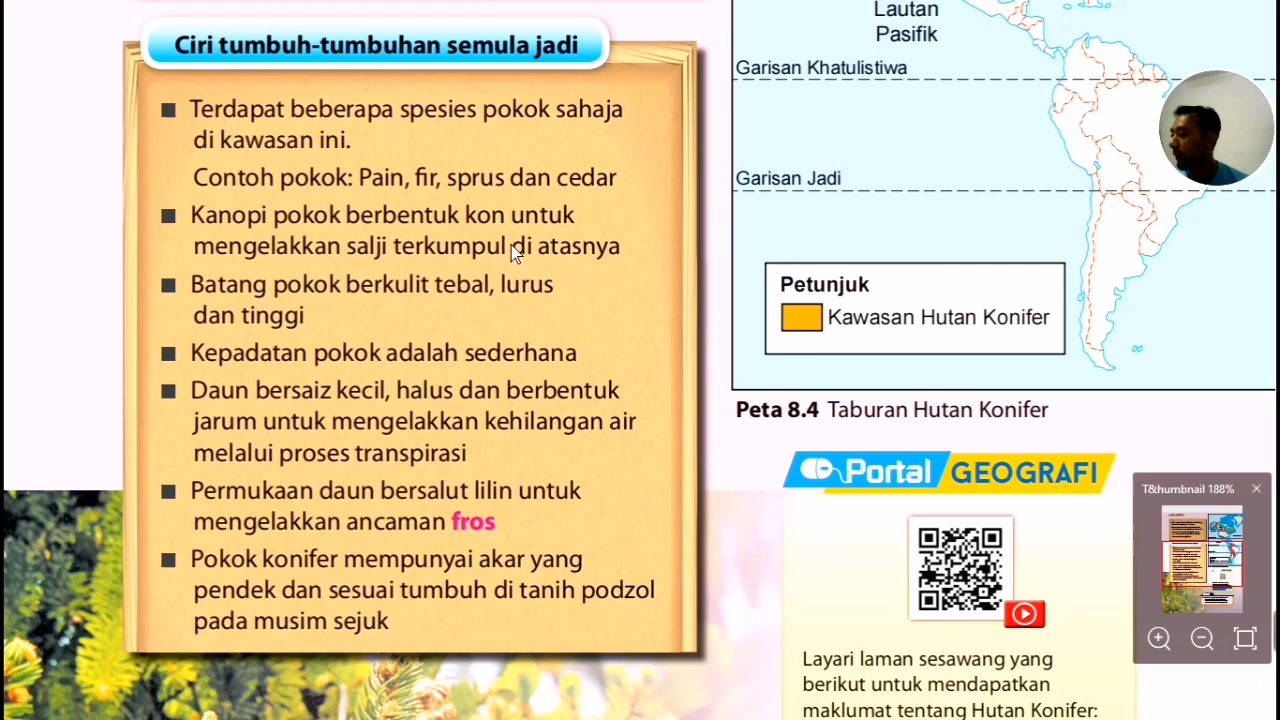 Ciri tumbuh-tumbuhan semula jadi
Terdapat beberapa spesies pokok sahaja
di kawasan ini.
Contoh pokok: Pain, fir, sprus dan cedar
Kanopi pokok berbentuk kon untuk
mengelakkan salji terkumpul di atasnya
Batang pokok berkulit tebal, lurus
dan tinggi
Kepadatan pokok adalah sederhana
Daun bersaiz kecil, halus dan berbentuk
jarum untuk mengelakkan kehilangan air
melalui proses transpirasi
Permukaan daun bersalut lilin untuk
mengelakkan ancaman fros
Pokok konifer mempunyai akar yang
pendek dan sesuai tumbuh di tanih podzol
pada musim sejuk
Lautan
Pasifik
Garisan Khatulistiwa
Garisan Jadi
Petunjuk
Kawasan Hutan Konifer
Peta 8.4 Taburan Hutan Konifer
Portal GEOGRAFI
Layari laman sesawang yang
berikut untuk mendapatkan
maklumat tentang Hutan Konifer:
T&humbnail 188%